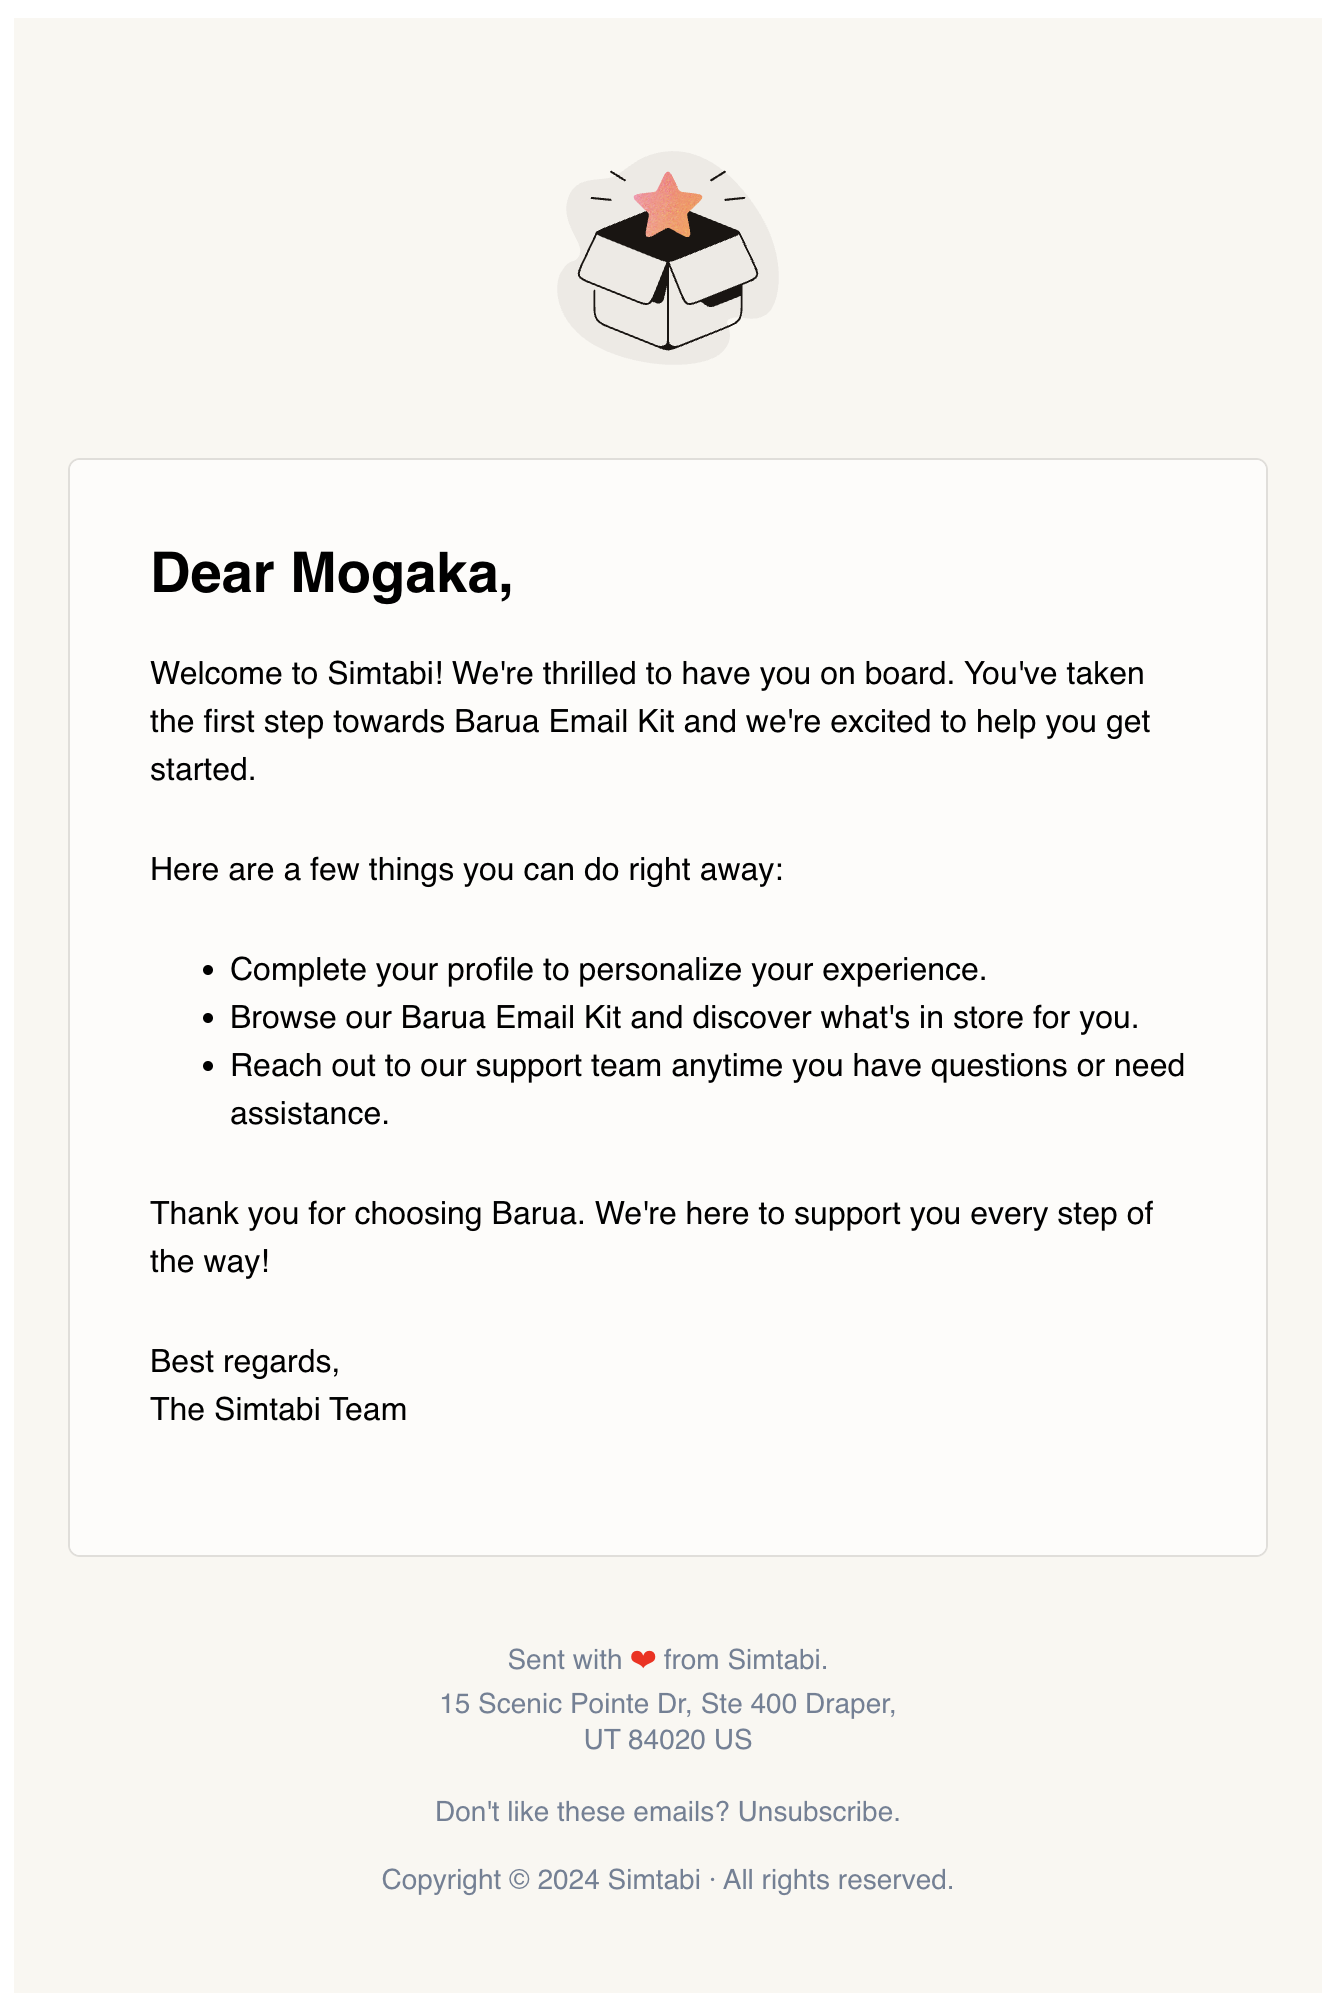 Dear Mogaka,
Welcome to Simtabi! We're thrilled to have you on board. You've taken
the first step towards Barua Email Kit and we're excited to help you get
started.
Here are a few things you can do right away:
• Complete your profile to personalize your experience.
• Browse our Barua Email Kit and discover what's in store for you.
• Reach out to our support team anytime you have questions or need
assistance.
Thank you for choosing Barua. We're here to support you every step of
the way!
Best regards,
The Simtabi Team
Sent with ❤ from Simtabi.
15 Scenic Pointe Dr, Ste 400 Draper,
UT 84020 US
Don't like these emails? Unsubscribe.
Copyright © 2024 Simtabi · All rights reserved.